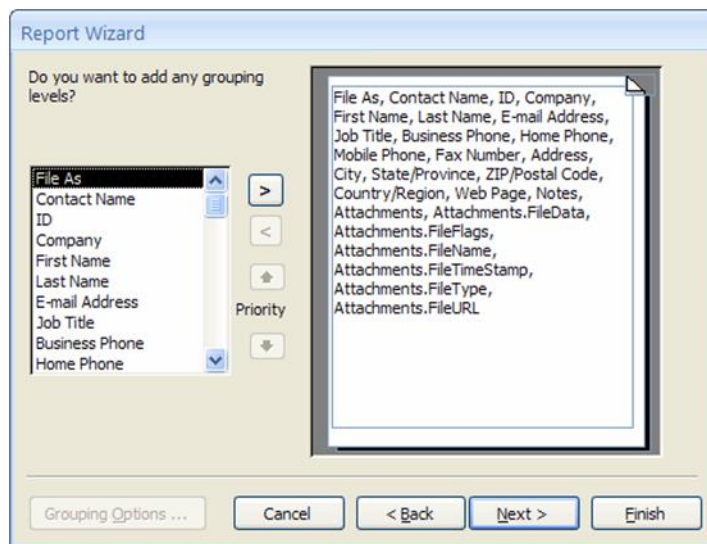 Report Wizard
Do you want to add any grouping
levels?
File As
Contact Name
ID
Company
First Name
Last Name
E-mail Address
Job Title
Business Phone
Home Phone
>
<
Priority
File As, Contact Name, ID, Company,
First Name, Last Name, E-mail Address,
Job Title, Business Phone, Home Phone,
Mobile Phone, Fax Number, Address,
City, State/Province, ZIP/Postal Code,
Country/Region, Web Page, Notes,
Attachments, Attachments.FileData,
Attachments.FileFlags,
Attachments.FileName,
Attachments.FileTimeStamp,
Attachments.FileType,
Attachments.FileURL
Grouping Options ...
Cancel
< Back
Next >
Finish